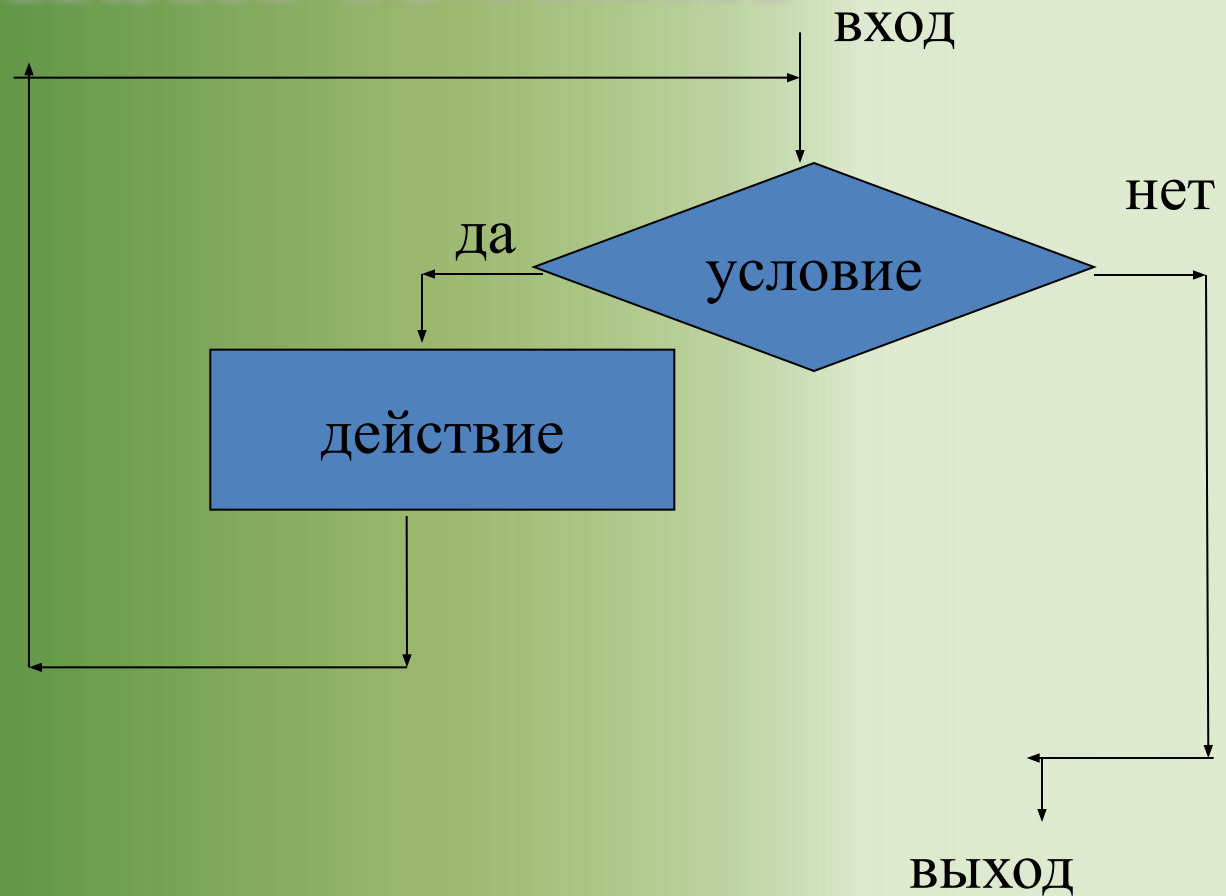 вход
нет
да
условие
действие
выход